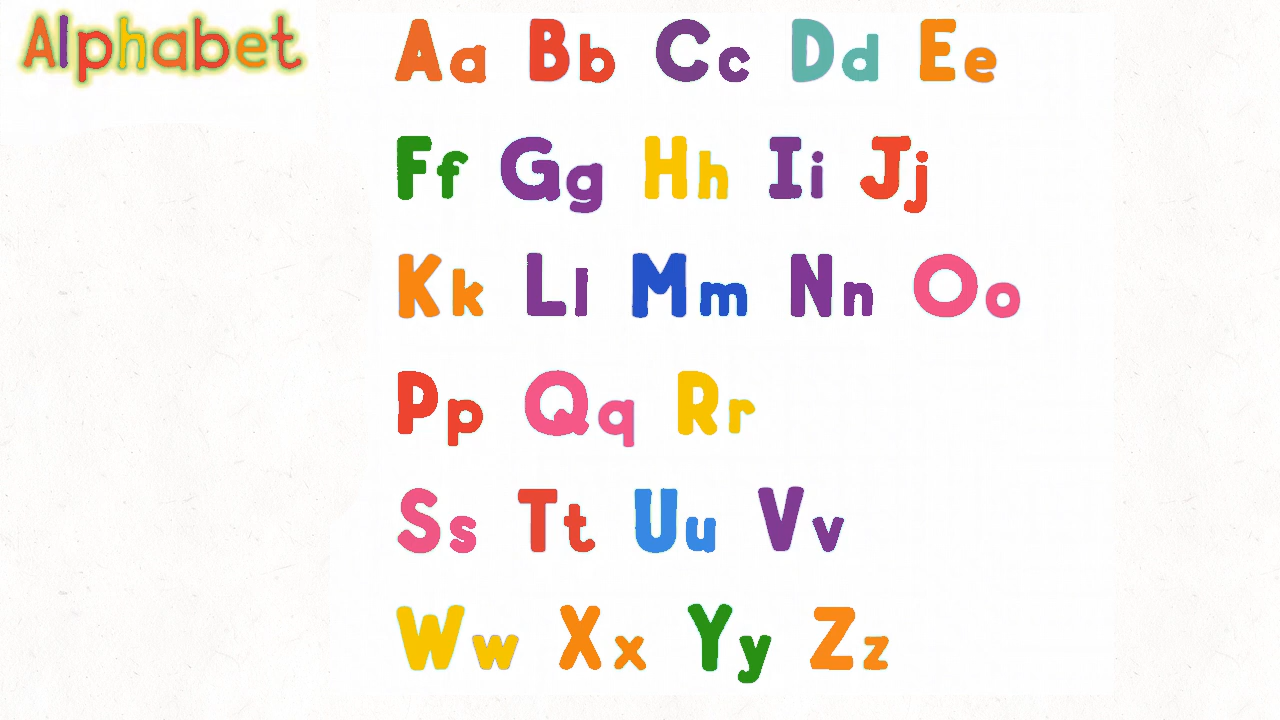 Alphabet
Aa Bb Cc Dd Ee
Ff Gg Hh Ii Jj
Kk Ll Mm Nn Oo
Pp Qq Rr
Ss Tt Uu Vv
Ww Xx Yy Zz